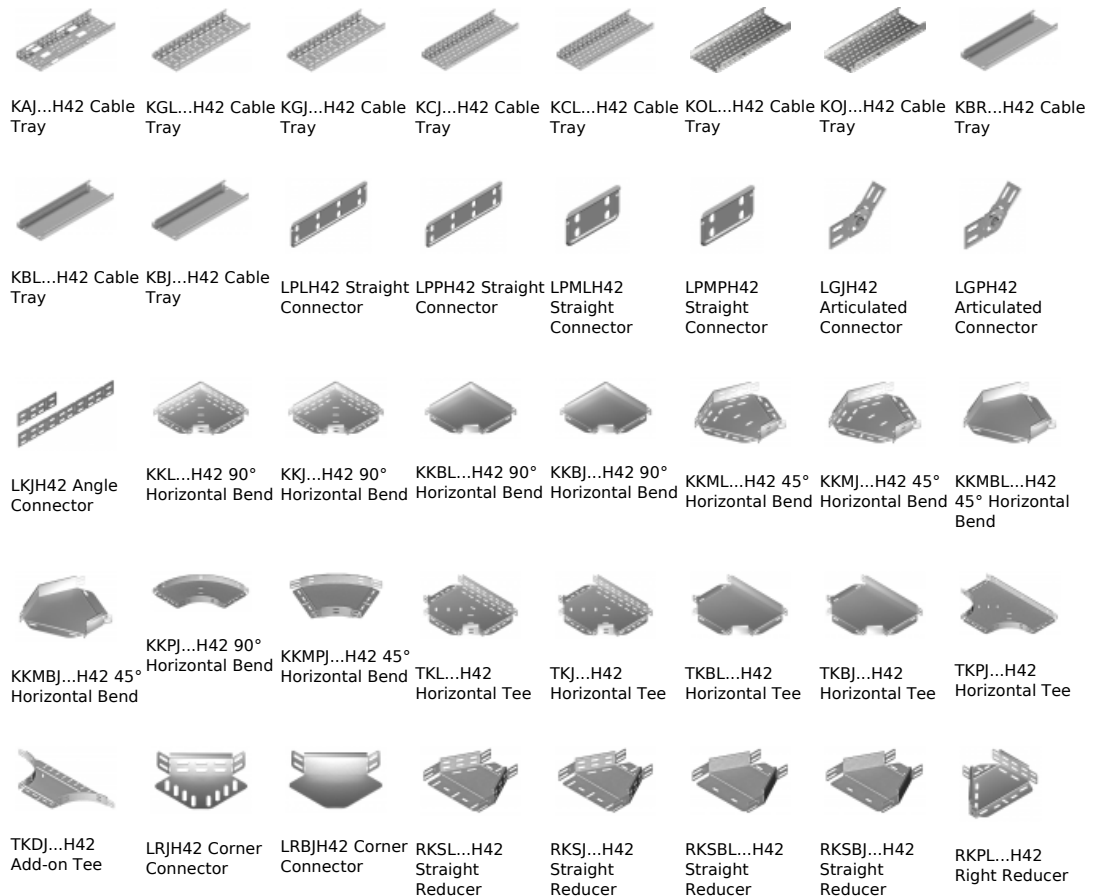 KAJ...H42 Cable
Tray
KGL...H42 Cable
Tray
KGJ...H42 Cable
Tray
KCJ...H42 Cable
Tray
KCL...H42 Cable
Tray
KOL...H42 Cable
Tray
KOJ...H42 Cable
Tray
KBR...H42 Cable
Tray
KBL...H42 Cable
Tray
KBJ...H42 Cable
Tray
LPLH42 Straight
Connector
LPPH42 Straight
Connector
LPMLH42
Straight
Connector
LPMPH42
Straight
Connector
LGJH42
Articulated
Connector
LGPH42
Articulated
Connector
LKJH42 Angle
Connector
KKL...H42 90°
Horizontal Bend
KKJ...H42 90°
Horizontal Bend
KKBL...H42 90°
Horizontal Bend
KKBJ...H42 90°
Horizontal Bend
KKML...H42 45°
Horizontal Bend
KKMJ...H42 45°
Horizontal Bend
KKMBL...H42
45° Horizontal
Bend
KKMBJ...H42 45°
Horizontal Bend
KKPJ...H42 90°
Horizontal Bend
KKMPJ...H42 45°
Horizontal Bend
TKL...H42
Horizontal Tee
TKJ...H42
Horizontal Tee
TKBL...H42
Horizontal Tee
TKBJ...H42
Horizontal Tee
TKPJ...H42
Horizontal Tee
TKDJ...H42
Add-on Tee
LRJH42 Corner
Connector
LRBJH42 Corner
Connector
RKSL...H42
Straight
Reducer
RKSJ...H42
Straight
Reducer
RKSBL...H42
Straight
Reducer
RKSBJ...H42
Straight
Reducer
RKPL...H42
Right Reducer